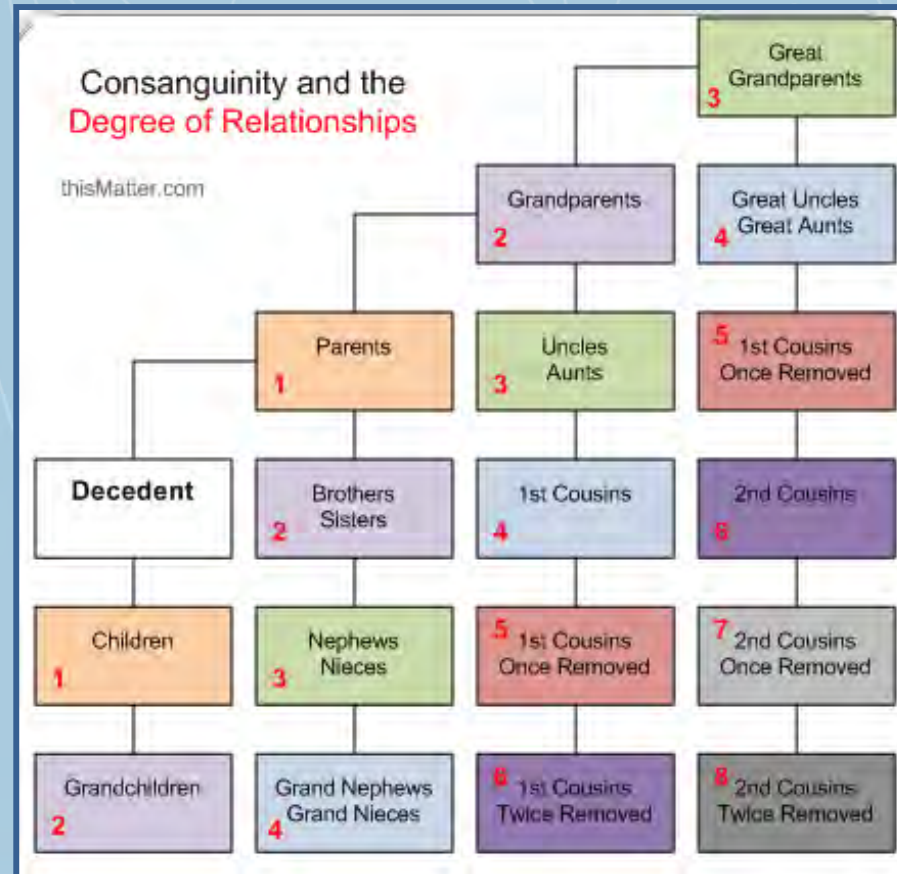 Consanguinity and the
Degree of Relationships
thisMatter.com
Great
Grandparents
3
Grandparents
2
Great Uncles
Great Aunts
4
Parents
1
Uncles
Aunts
3
5
1st Cousins
Once Removed
Decedent
Brothers
Sisters
2
1st Cousins
4
2nd Cousins
6
Children
1
Nephews
Nieces
3
5
1st Cousins
Once Removed
7
2nd Cousins
Once Removed
Grandchildren
2
Grand Nephews
Grand Nieces
4
6
1st Cousins
Twice Removed
8
2nd Cousins
Twice Removed